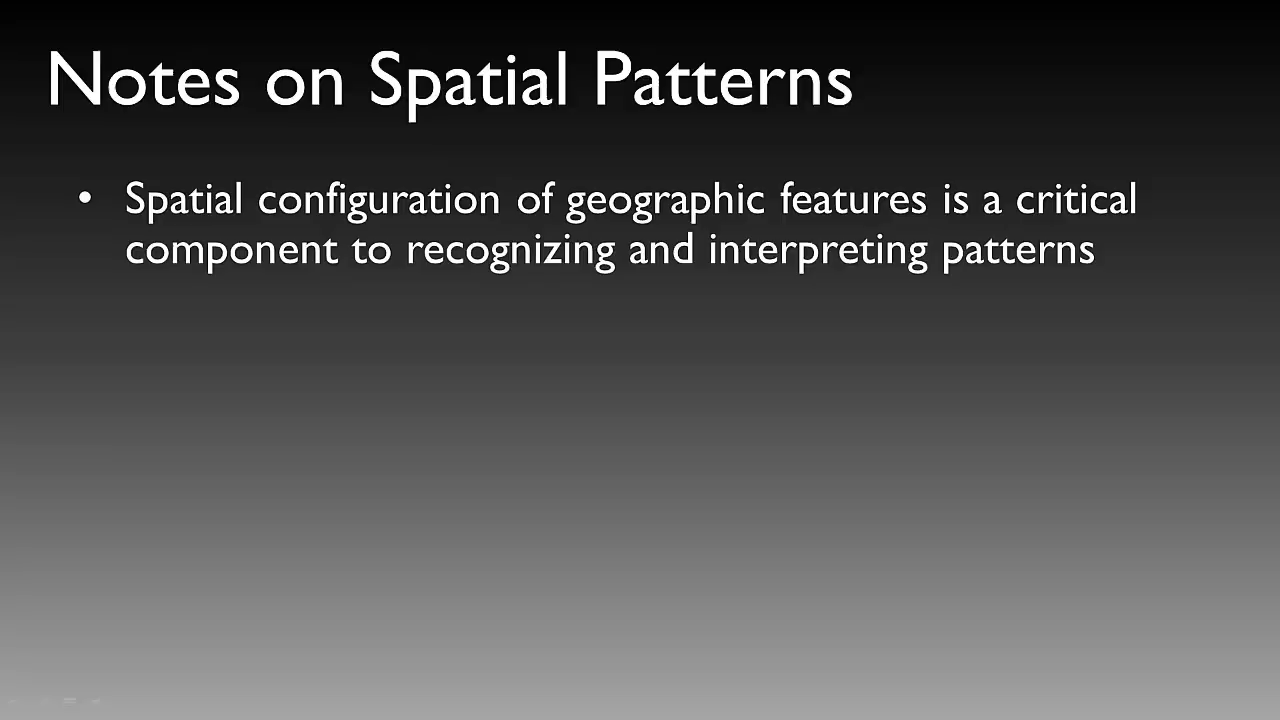 Notes on Spatial Patterns
• Spatial configuration of geographic features is a critical
component to recognizing and interpreting patterns